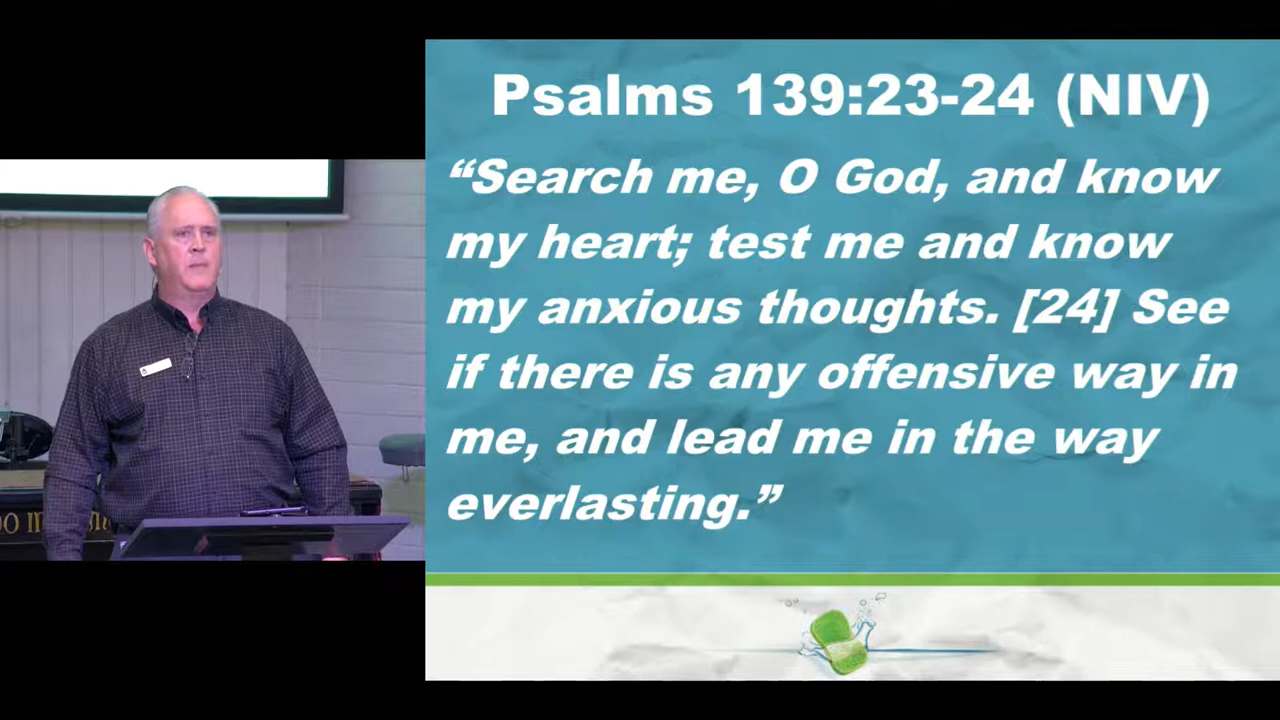 Psalms 139:23-24 (NIV)
“Search me, O God, and know
my heart; test me and know
my anxious thoughts. [24] See
if there is any offensive way in
me, and lead me in the way
everlasting.”